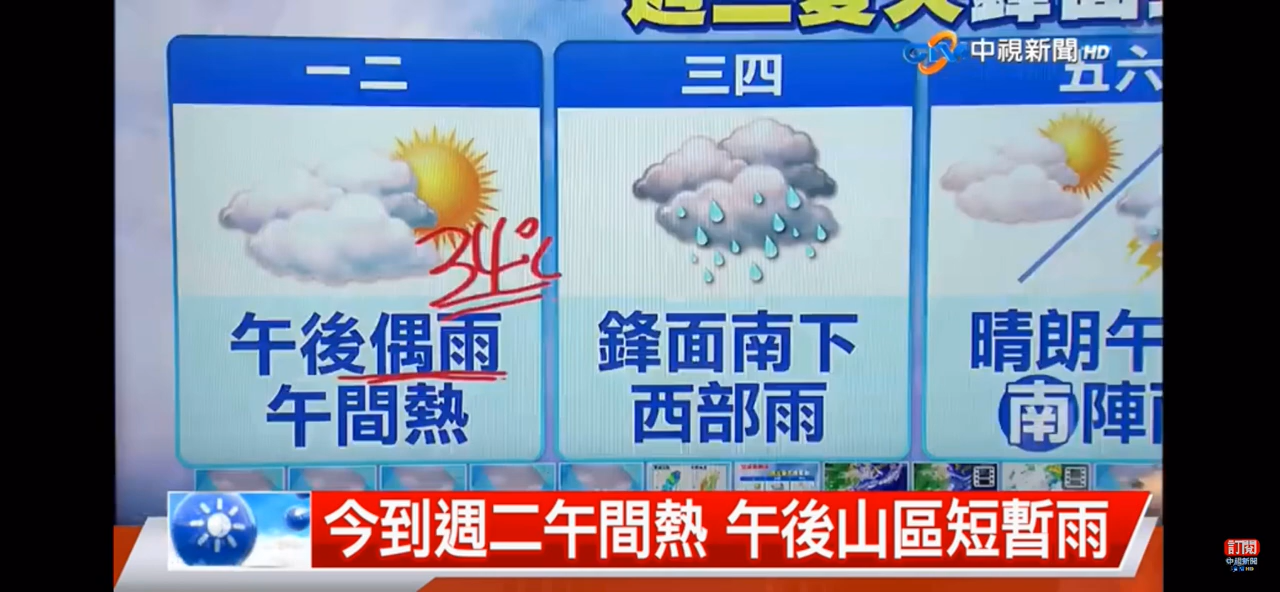 中視新聞HD
一二
34℃
午後偶雨
午間熱
三四
鋒面南下
西部雨
五六
晴朗午
南陣
今到週二午間熱 午後山區短暫雨
訂閱
中視新聞
HD